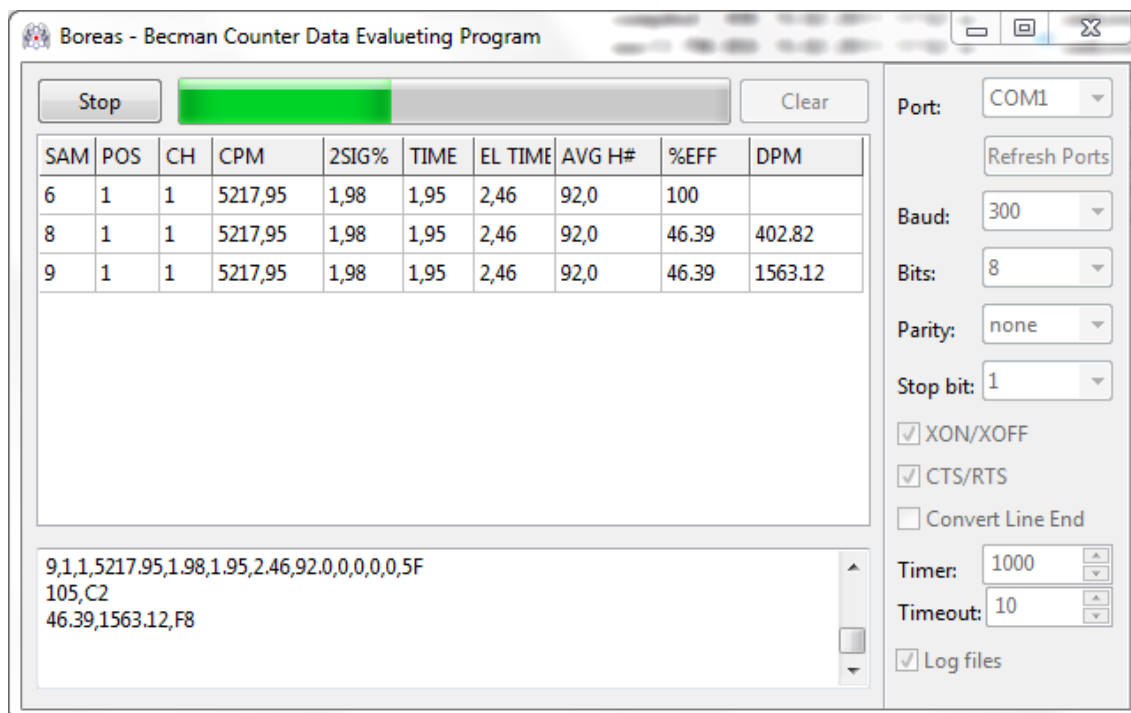 Boreas - Becman Counter Data Evalueting Program
Stop Clear
SAM POS CH CPM 2SIG% TIME EL TIME AVG H# %EFF DPM
6 1 1 5217,95 1,98 1,95 2,46 92,0 100
8 1 1 5217,95 1,98 1,95 2,46 92,0 46.39 402.82
9 1 1 5217,95 1,98 1,95 2,46 92,0 46.39 1563.12
9,1,1,5217.95,1.98,1.95,2.46,92.0,0,0,0,0,5F
105,C2
46.39,1563.12,F8
Port: COM1
Refresh Ports
Baud: 300
Bits: 8
Parity: none
Stop bit: 1
XON/XOFF
CTS/RTS
Convert Line End
Timer: 1000
Timeout: 10
Log files